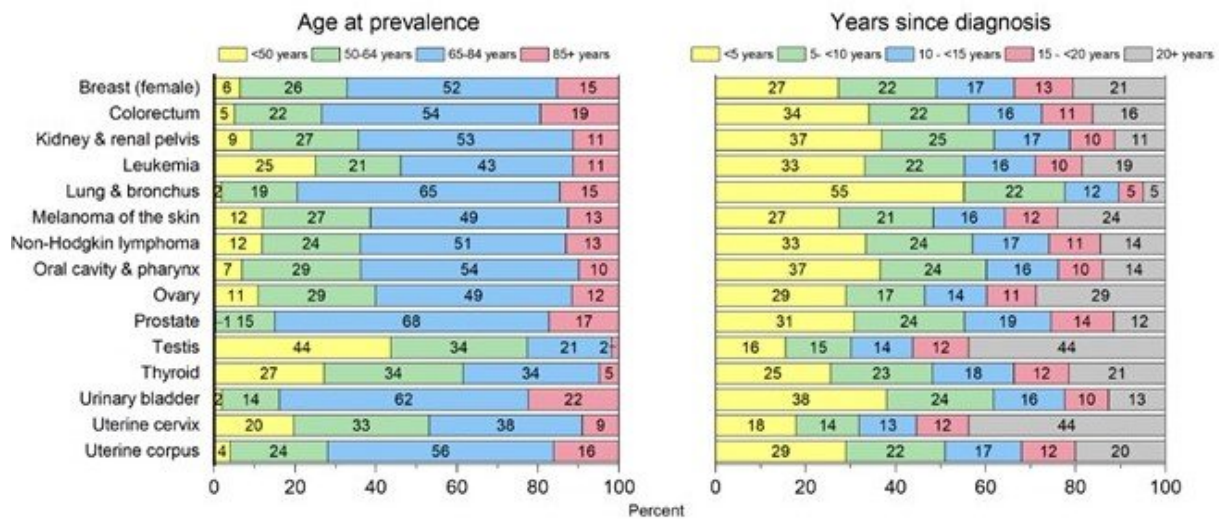 Age at prevalence Years since diagnosis
<50 years 50-64 years 65-84 years 85+ years <5 years 5- <10 years 10 - <15 years 15 - <20 years 20+ years
Breast (female) 6 26 52 15 27 22 17 13 21
Colorectum 5 22 54 19 34 22 16 11 16
Kidney & renal pelvis 9 27 53 11 37 25 17 10 11
Leukemia 25 21 43 11 33 22 16 10 19
Lung & bronchus 2 19 65 15 55 22 12 5 5
Melanoma of the skin 12 27 49 13 27 21 16 12 24
Non-Hodgkin lymphoma 12 24 51 13 33 24 17 11 14
Oral cavity & pharynx 7 29 54 10 37 24 16 10 14
Ovary 11 29 49 12 29 17 14 11 29
Prostate 1 15 68 17 31 24 19 14 12
Testis 44 34 21 2 16 15 14 12 44
Thyroid 27 34 34 5 25 23 18 12 21
Urinary bladder 2 14 62 22 38 24 16 10 13
Uterine cervix 20 33 38 9 18 14 13 12 44
Uterine corpus 4 24 56 16 29 22 17 12 20
0 20 40 60 80 100 0 20 40 60 80 100
Percent